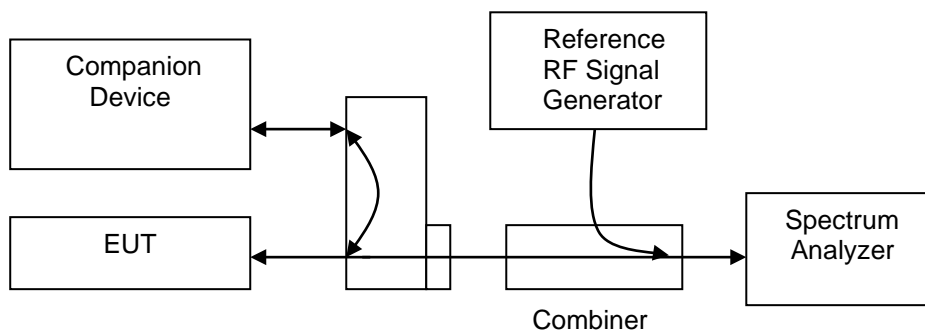 Companion
Device
Reference
RF Signal
Generator
EUT
Spectrum
Analyzer
Combiner